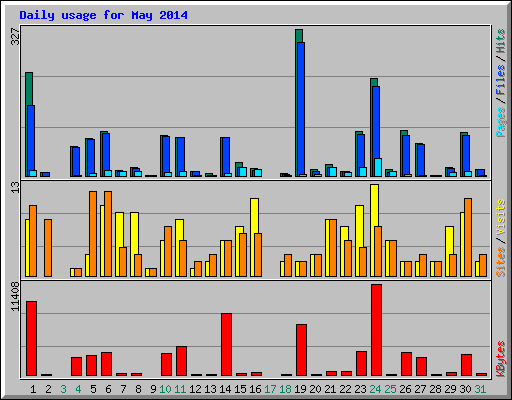 Daily usage for May 2014
327
Pages / Files / Hits
13
Sites / Visits
11408
KBytes
1 2 3 4 5 6 7 8 9 10 11 12 13 14 15 16 17 18 19 20 21 22 23 24 25 26 27 28 29 30 31